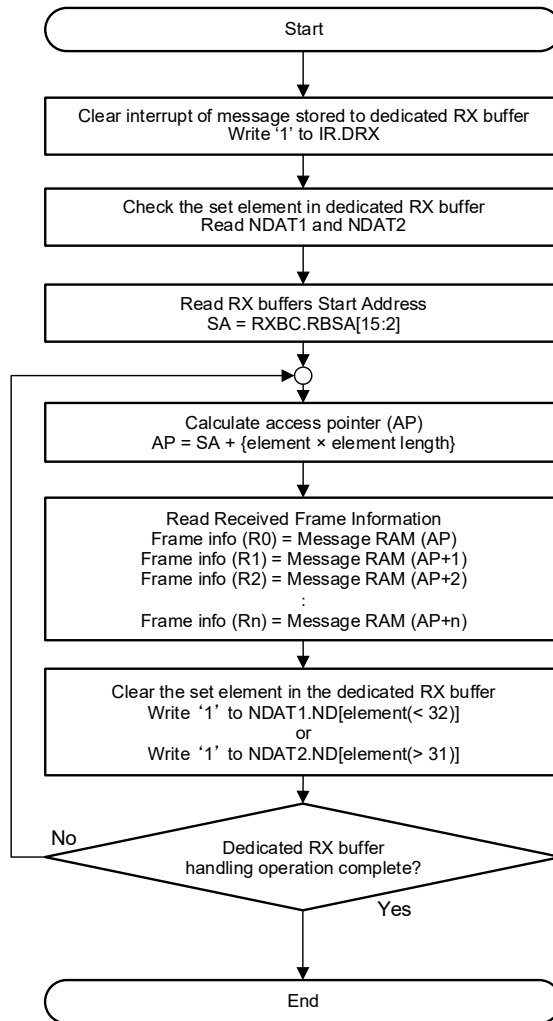 Start
Clear interrupt of message stored to dedicated RX buffer
Write ‘1’ to IR.DRX
Check the set element in dedicated RX buffer
Read NDAT1 and NDAT2
Read RX buffers Start Address
SA = RXBC.RBSA[15:2]
Calculate access pointer (AP)
AP = SA + {element × element length}
Read Received Frame Information
Frame info (R0) = Message RAM (AP)
Frame info (R1) = Message RAM (AP+1)
Frame info (R2) = Message RAM (AP+2)
:
Frame info (Rn) = Message RAM (AP+n)
Clear the set element in the dedicated RX buffer
Write ‘1’ to NDAT1.ND[element(< 32)]
or
Write ‘1’ to NDAT2.ND[element(> 31)]
No
Dedicated RX buffer
handling operation complete?
Yes
End